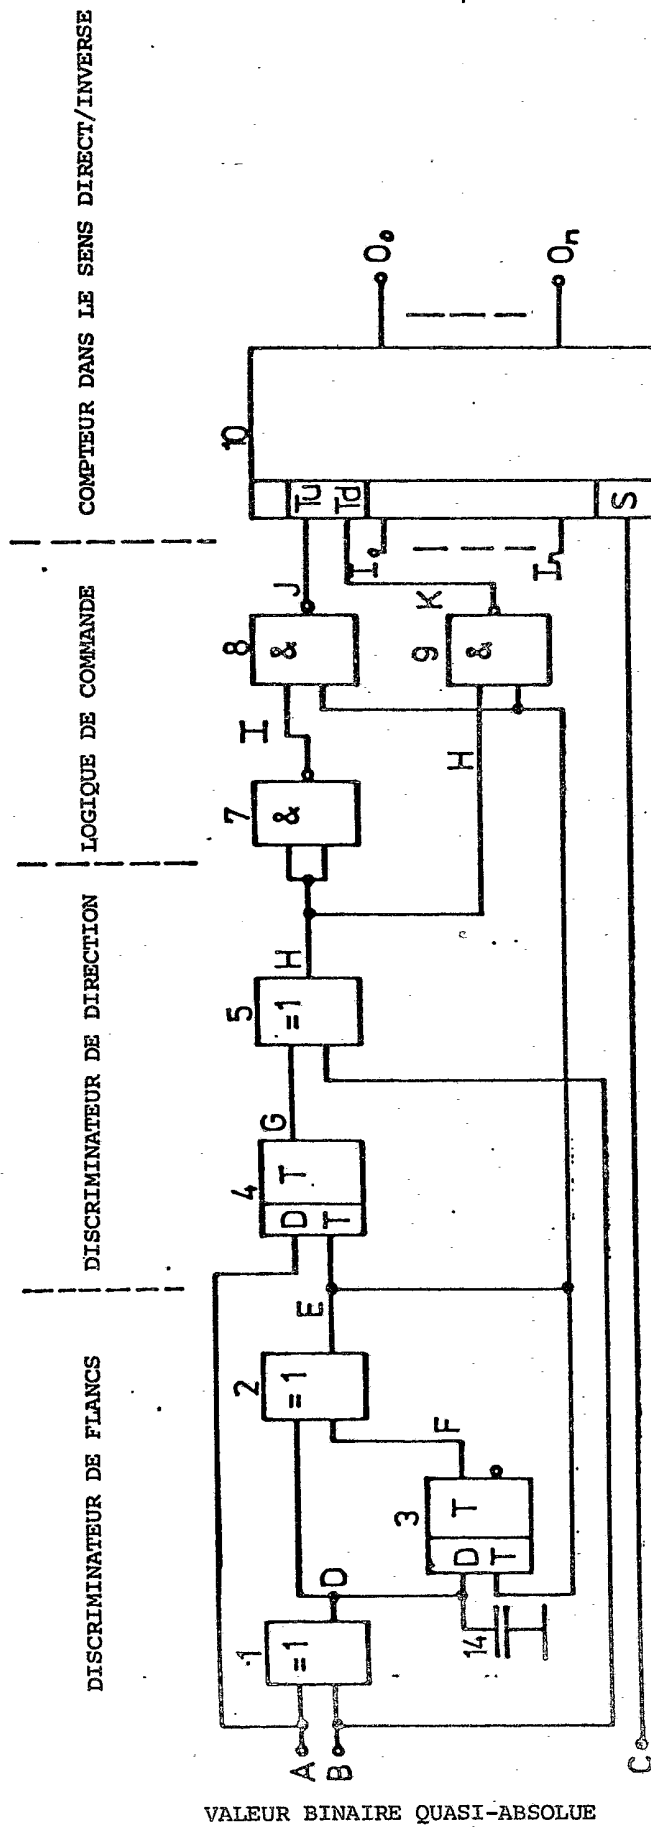 DISCRIMINATEUR DE FLANCS
DISCRIMINATEUR DE DIRECTION
LOGIQUE DE COMMANDE
COMPTEUR DANS LE SENS DIRECT/INVERSE
A
B
C
1
=1
D
14
3
D
T
T
F
2
=1
E
4
D
T
T
G
5
=1
H
H
7
&
I
8
&
J
9
&
K
10
Tu
Td
I₀
Iₙ
S
O₀
Oₙ
VALEUR BINAIRE QUASI-ABSOLUE